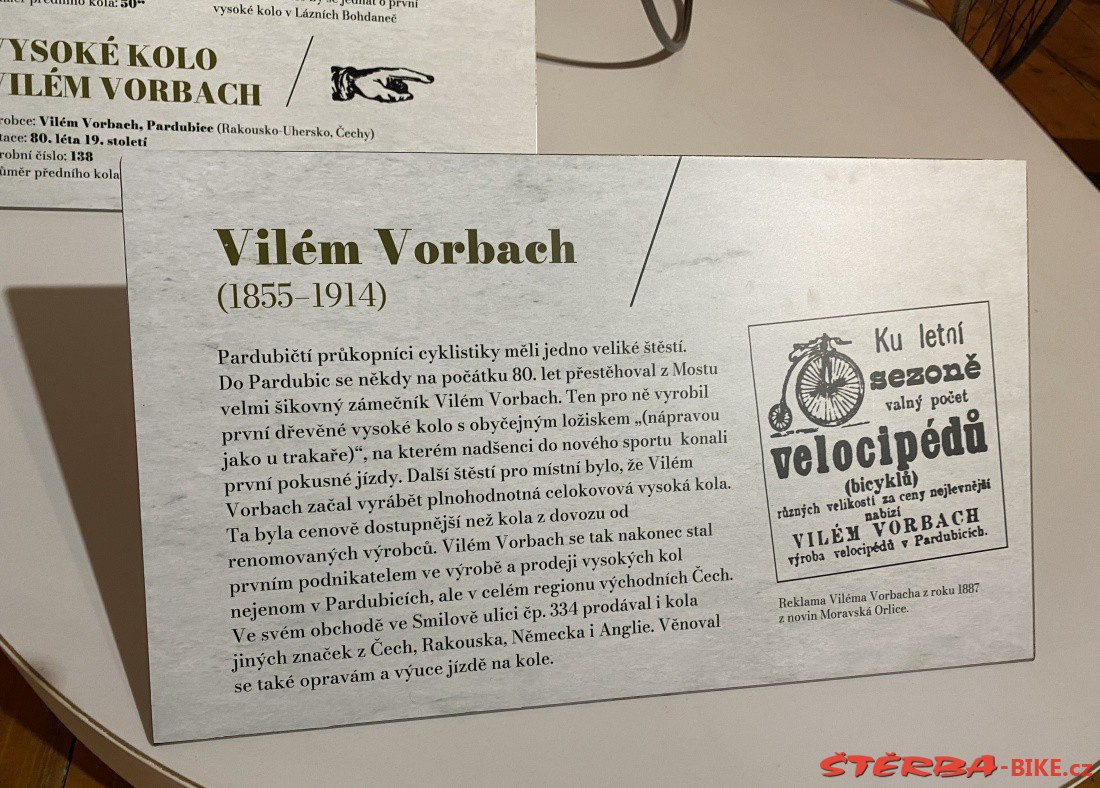 kola: 50"
vysoké kolo v Lázních Bohdaneč
VYSOKÉ KOLO
VILÉM VORBACH
Vilém Vorbach, Pardubice (Rakousko-Uhersko, Čechy)
80. léta 19. století
číslo: 138
předního kola
Vilém Vorbach
(1855–1914)
Pardubičtí průkopníci cyklistiky měli jedno veliké štěstí.
Do Pardubic se někdy na počátku 80. let přestěhoval z Mostu
velmi šikovný zámečník Vilém Vorbach. Ten pro ně vyrobil
první dřevěné vysoké kolo s obyčejným ložiskem „(nápravou
jako u trakaře)“, na kterém nadšenci do nového sportu konali
první pokusné jízdy. Další štěstí pro místní bylo, že Vilém
Vorbach začal vyrábět plnohodnotná celokovová vysoká kola.
Ta byla cenově dostupnější než kola z dovozu od
renomovaných výrobců. Vilém Vorbach se tak nakonec stal
prvním podnikatelem ve výrobě a prodeji vysokých kol
nejenom v Pardubicích, ale v celém regionu východních Čech.
Ve svém obchodě ve Smilově ulici čp. 334 prodával i kola
jiných značek z Čech, Rakouska, Německa i Anglie. Věnoval
se také opravám a výuce jízdě na kole.
Ku letní
sezoně
valný počet
velocipédů
(bicyklů)
různých velikostí za ceny nejlevnější
nabízí
VILÉM VORBACH
výroba velocipédů v Pardubicích.
Reklama Viléma Vorbacha z roku 1887
z novin Moravská Orlice.
ŠTĚRBA-BIKE.cz